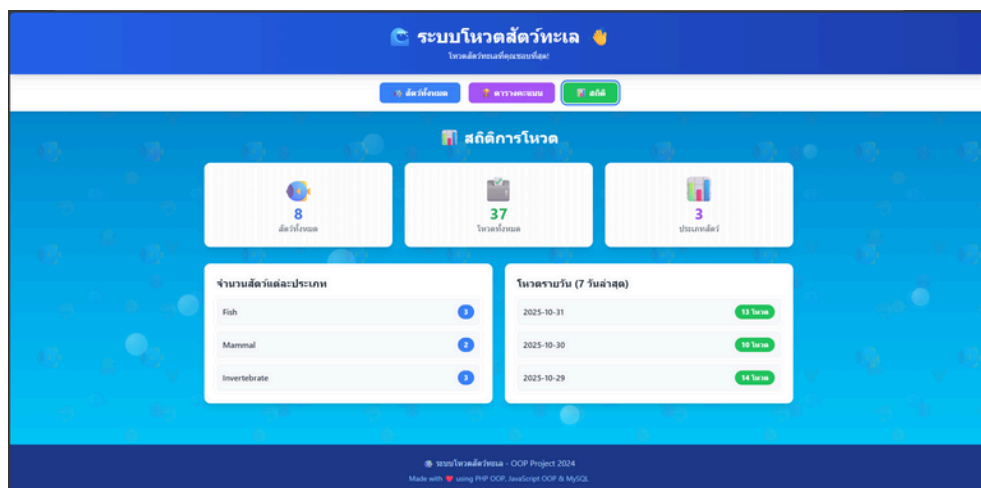 ระบบโหวตสัตว์ทะเล
โหวตสัตว์ทะเลที่คุณชอบที่สุด!
สัตว์ทั้งหมด
ตารางคะแนน
สถิติ
สถิติการโหวต
8
สัตว์ทั้งหมด
37
โหวตทั้งหมด
3
ประเภทสัตว์
จำนวนสัตว์แต่ละประเภท
Fish 3
Mammal 2
Invertebrate 3
โหวตรายวัน (7 วันล่าสุด)
2025-10-31 13 โหวต
2025-10-30 10 โหวต
2025-10-29 14 โหวต
ระบบโหวตสัตว์ทะเล - OOP Project 2024
Made with ❤️ using PHP OOP, JavaScript OOP & MySQL